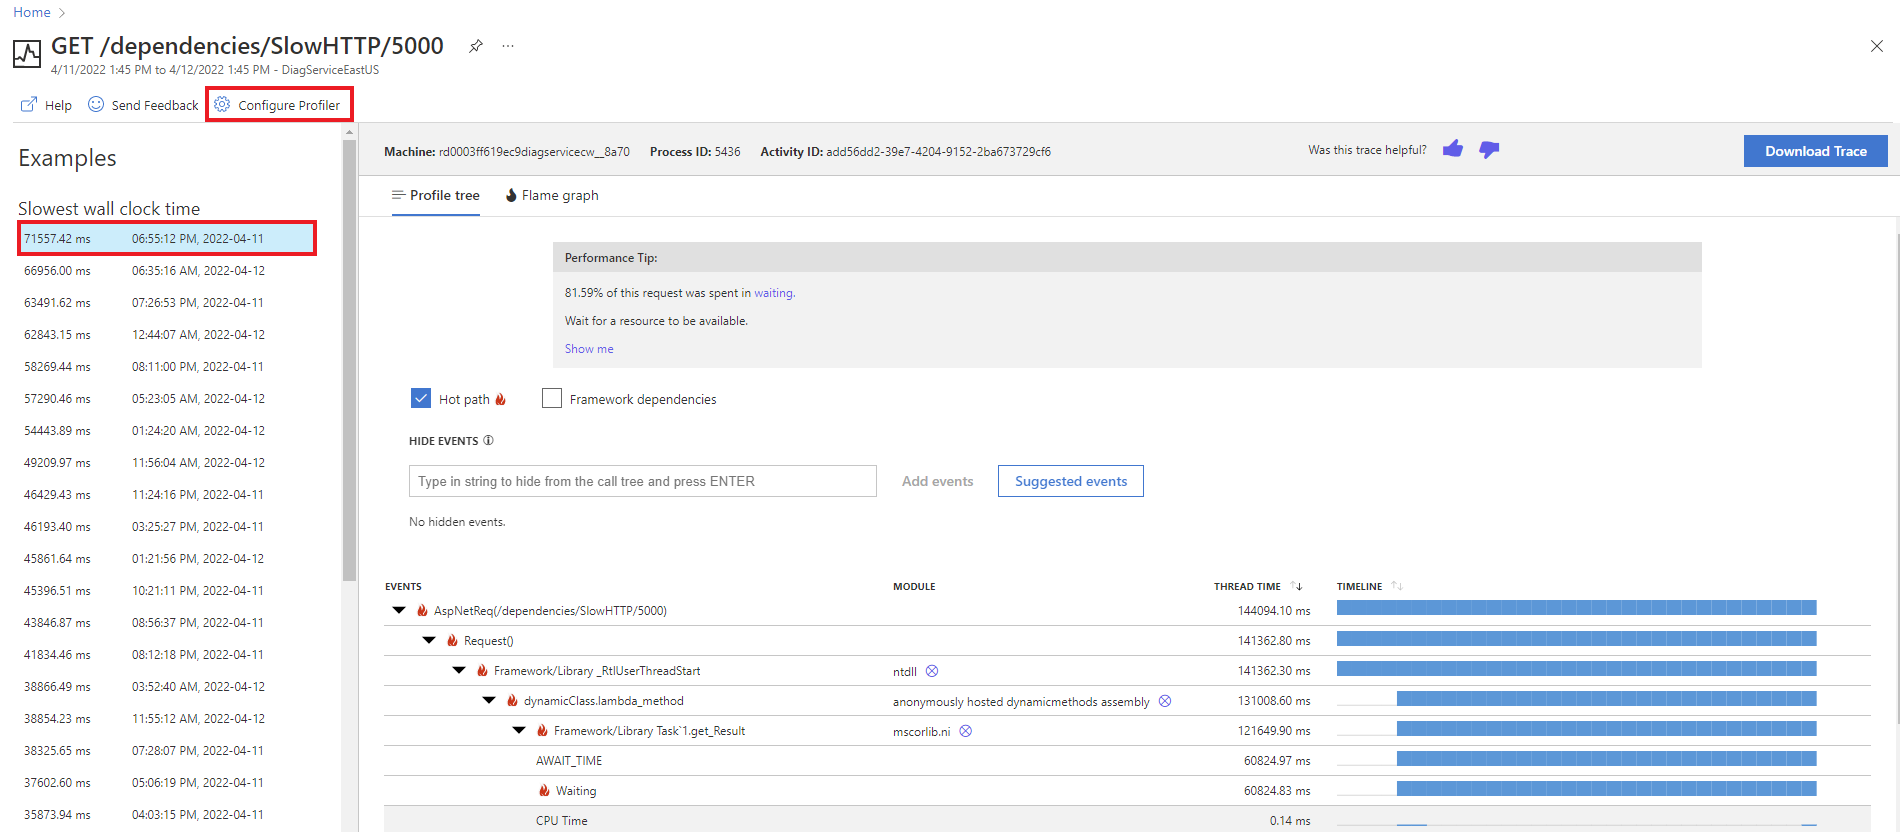 Home
GET /dependencies/SlowHTTP/5000
4/11/2022 1:45 PM to 4/12/2022 1:45 PM - DiagServiceEastUS
Help Send Feedback Configure Profiler
Examples
Slowest wall clock time
71557.42 ms 06:55:12 PM, 2022-04-11
66956.00 ms 06:35:16 AM, 2022-04-12
63491.62 ms 07:26:53 PM, 2022-04-11
62843.15 ms 12:44:07 AM, 2022-04-12
58269.44 ms 08:11:00 PM, 2022-04-11
57290.46 ms 05:23:05 AM, 2022-04-12
54443.89 ms 01:24:20 AM, 2022-04-12
49209.97 ms 11:56:04 AM, 2022-04-12
46429.43 ms 11:24:16 PM, 2022-04-11
46193.40 ms 03:25:27 PM, 2022-04-11
45861.64 ms 01:21:56 PM, 2022-04-12
45396.51 ms 10:21:11 PM, 2022-04-11
43846.87 ms 08:56:37 PM, 2022-04-11
41834.46 ms 08:12:18 PM, 2022-04-11
38866.49 ms 03:52:40 AM, 2022-04-12
38854.23 ms 11:55:12 AM, 2022-04-12
38325.65 ms 07:28:07 PM, 2022-04-11
37602.60 ms 05:06:19 PM, 2022-04-11
35873.94 ms 04:03:15 PM, 2022-04-11
Machine: rd0003ff619ec9diagservicecw__8a70 Process ID: 5436 Activity ID: add56dd2-39e7-4204-9152-2ba673729cf6
Was this trace helpful?
Download Trace
Profile tree Flame graph
Performance Tip:
81.59% of this request was spent in waiting.
Wait for a resource to be available.
Show me
Hot path Framework dependencies
HIDE EVENTS
Type in string to hide from the call tree and press ENTER Add events Suggested events
No hidden events.
EVENTS MODULE THREAD TIME TIMELINE
AspNetReq(/dependencies/SlowHTTP/5000) 144094.10 ms
Request() 141362.80 ms
Framework/Library _RtlUserThreadStart ntdll 141362.30 ms
dynamicClass.lambda_method anonymously hosted dynamicmethods assembly 131008.60 ms
Framework/Library Task`1.get_Result mscorlib.ni 121649.90 ms
AWAIT_TIME 60824.97 ms
Waiting 60824.83 ms
CPU Time 0.14 ms